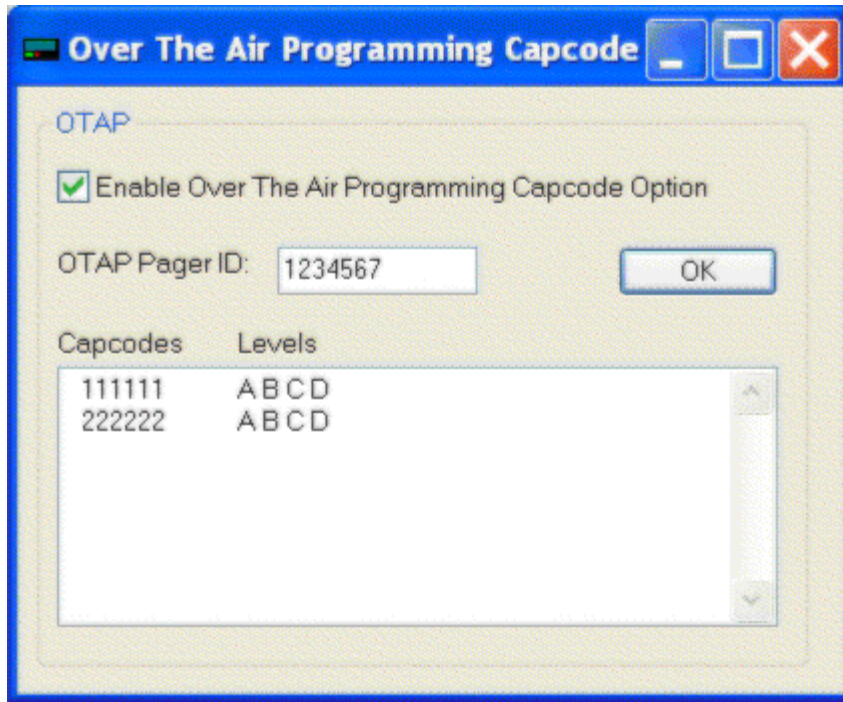 Over The Air Programming Capcode
OTAP
Enable Over The Air Programming Capcode Option
OTAP Pager ID: 1234567 OK
Capcodes Levels
111111 A B C D
222222 A B C D